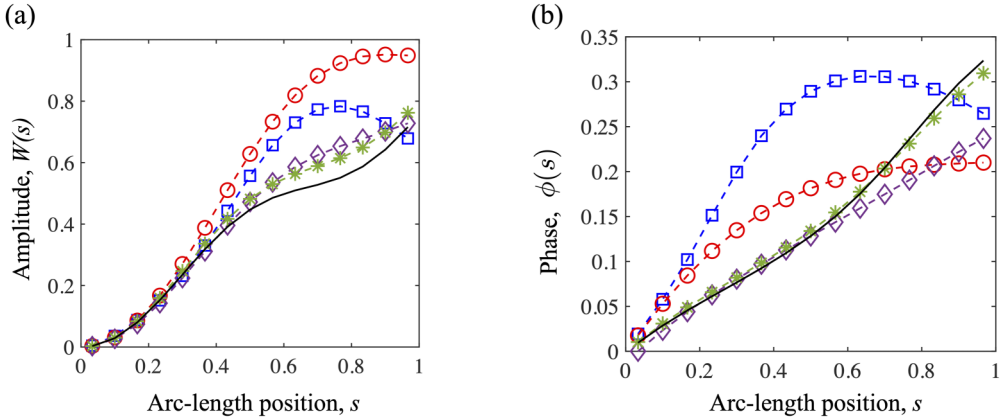 (a)
1
0.8
0.6
0.4
0.2
0
0 0.2 0.4 0.6 0.8 1
Amplitude, W(s)
Arc-length position, s
(b)
0.35
0.3
0.25
0.2
0.15
0.1
0.05
0
0 0.2 0.4 0.6 0.8 1
Phase, ϕ(s)
Arc-length position, s